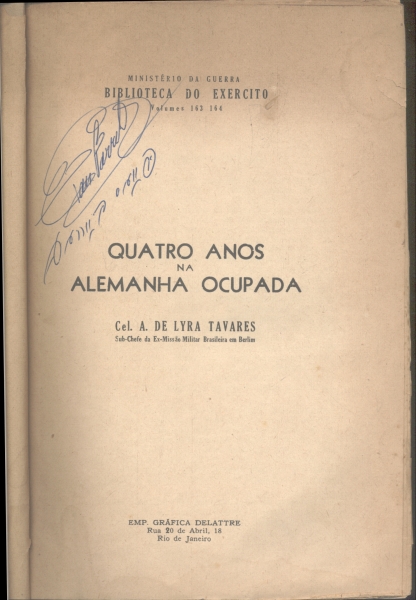 MINISTÉRIO DA GUERRA
BIBLIOTECA DO EXERCITO
Volumes 163 164
QUATRO ANOS
NA
ALEMANHA OCUPADA
Cel. A. DE LYRA TAVARES
Sub-Chefe da Ex-Missão Militar Brasileira em Berlim
EMP. GRÁFICA DELATTRE
Rua 20 de Abril, 18
Rio de Janeiro